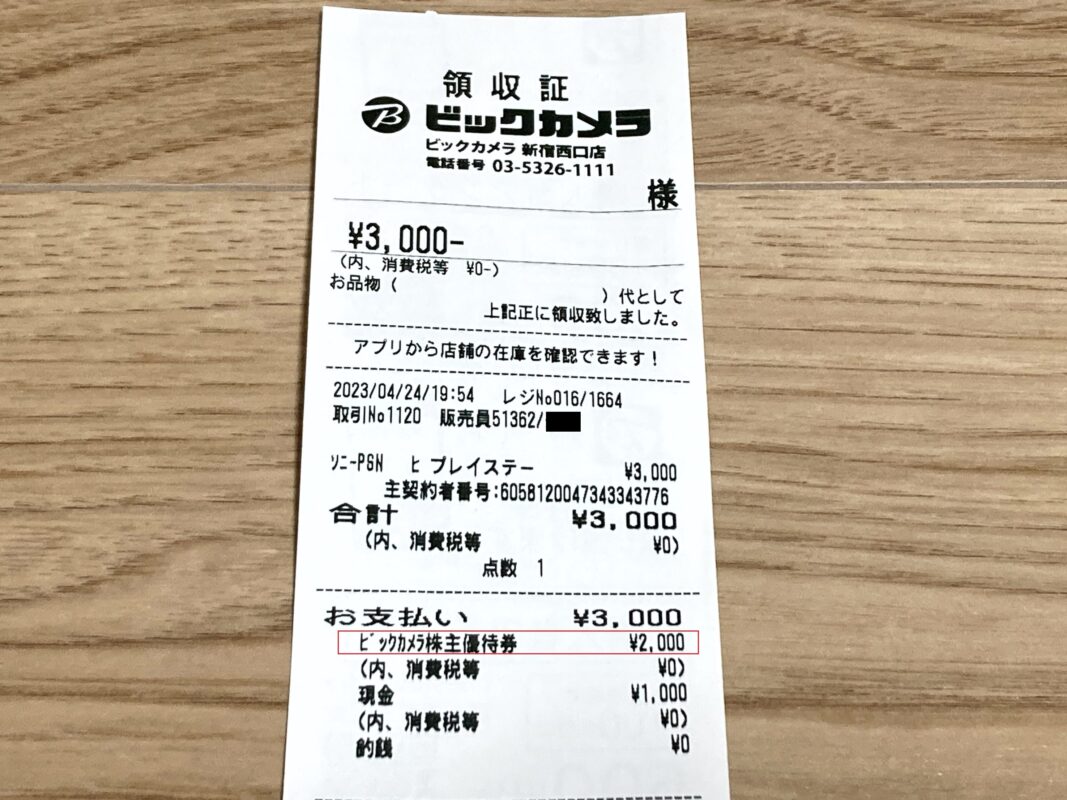 領収証
B ビックカメラ
ビックカメラ 新宿西口店
電話番号 03-5326-1111
様
¥3,000-
(内、消費税等 ¥0-)
お品物( )代として
上記正に領収致しました。
アプリから店舗の在庫を確認できます!
2023/04/24/19:54 レジNo016/1664
取引No1120 販売員51362/
ソニーPSN ヒ プレイステー ¥3,000
主契約者番号:6058120047343343776
合計 ¥3,000
(内、消費税等 ¥0)
点数 1
お支払い ¥3,000
ビックカメラ株主優待券 ¥2,000
(内、消費税等 ¥0)
現金 ¥1,000
(内、消費税等 ¥0)
釣銭 ¥0